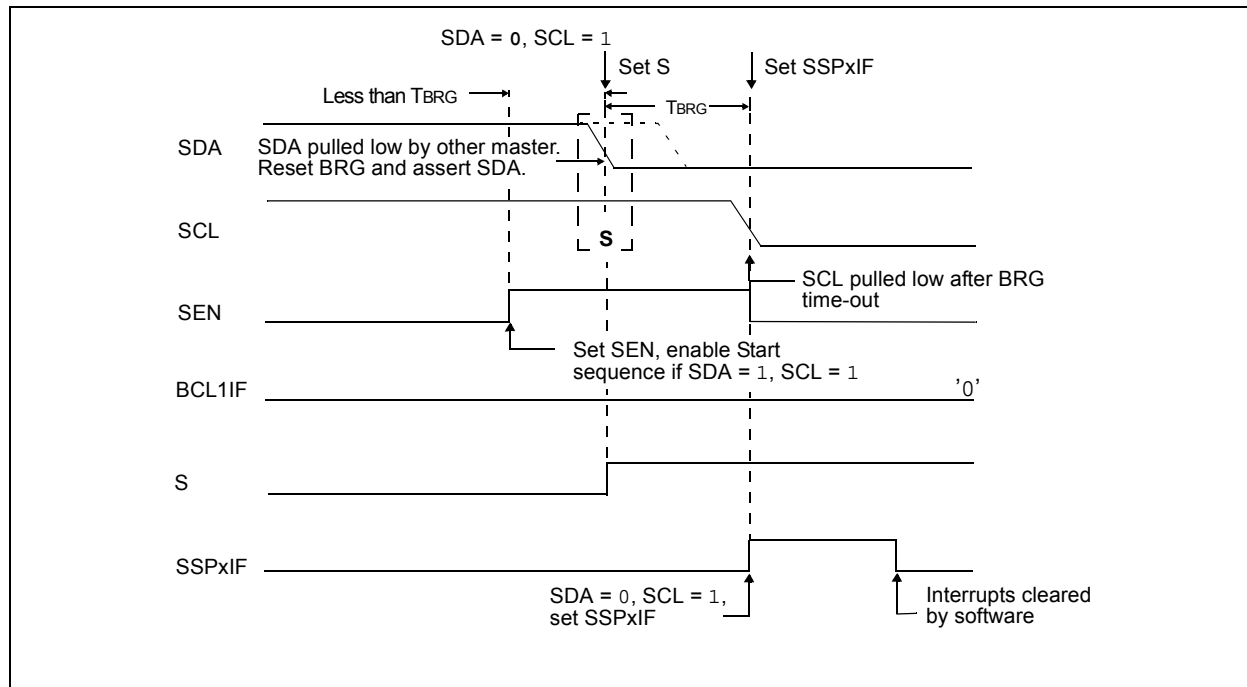 SDA = 0, SCL = 1
Set S
Set SSPxIF
Less than TBRG
TBRG
SDA
SDA pulled low by other master.
Reset BRG and assert SDA.
SCL
S
SCL pulled low after BRG
time-out
SEN
Set SEN, enable Start
sequence if SDA = 1, SCL = 1
BCL1IF
'0'
S
SSPxIF
SDA = 0, SCL = 1,
set SSPxIF
Interrupts cleared
by software